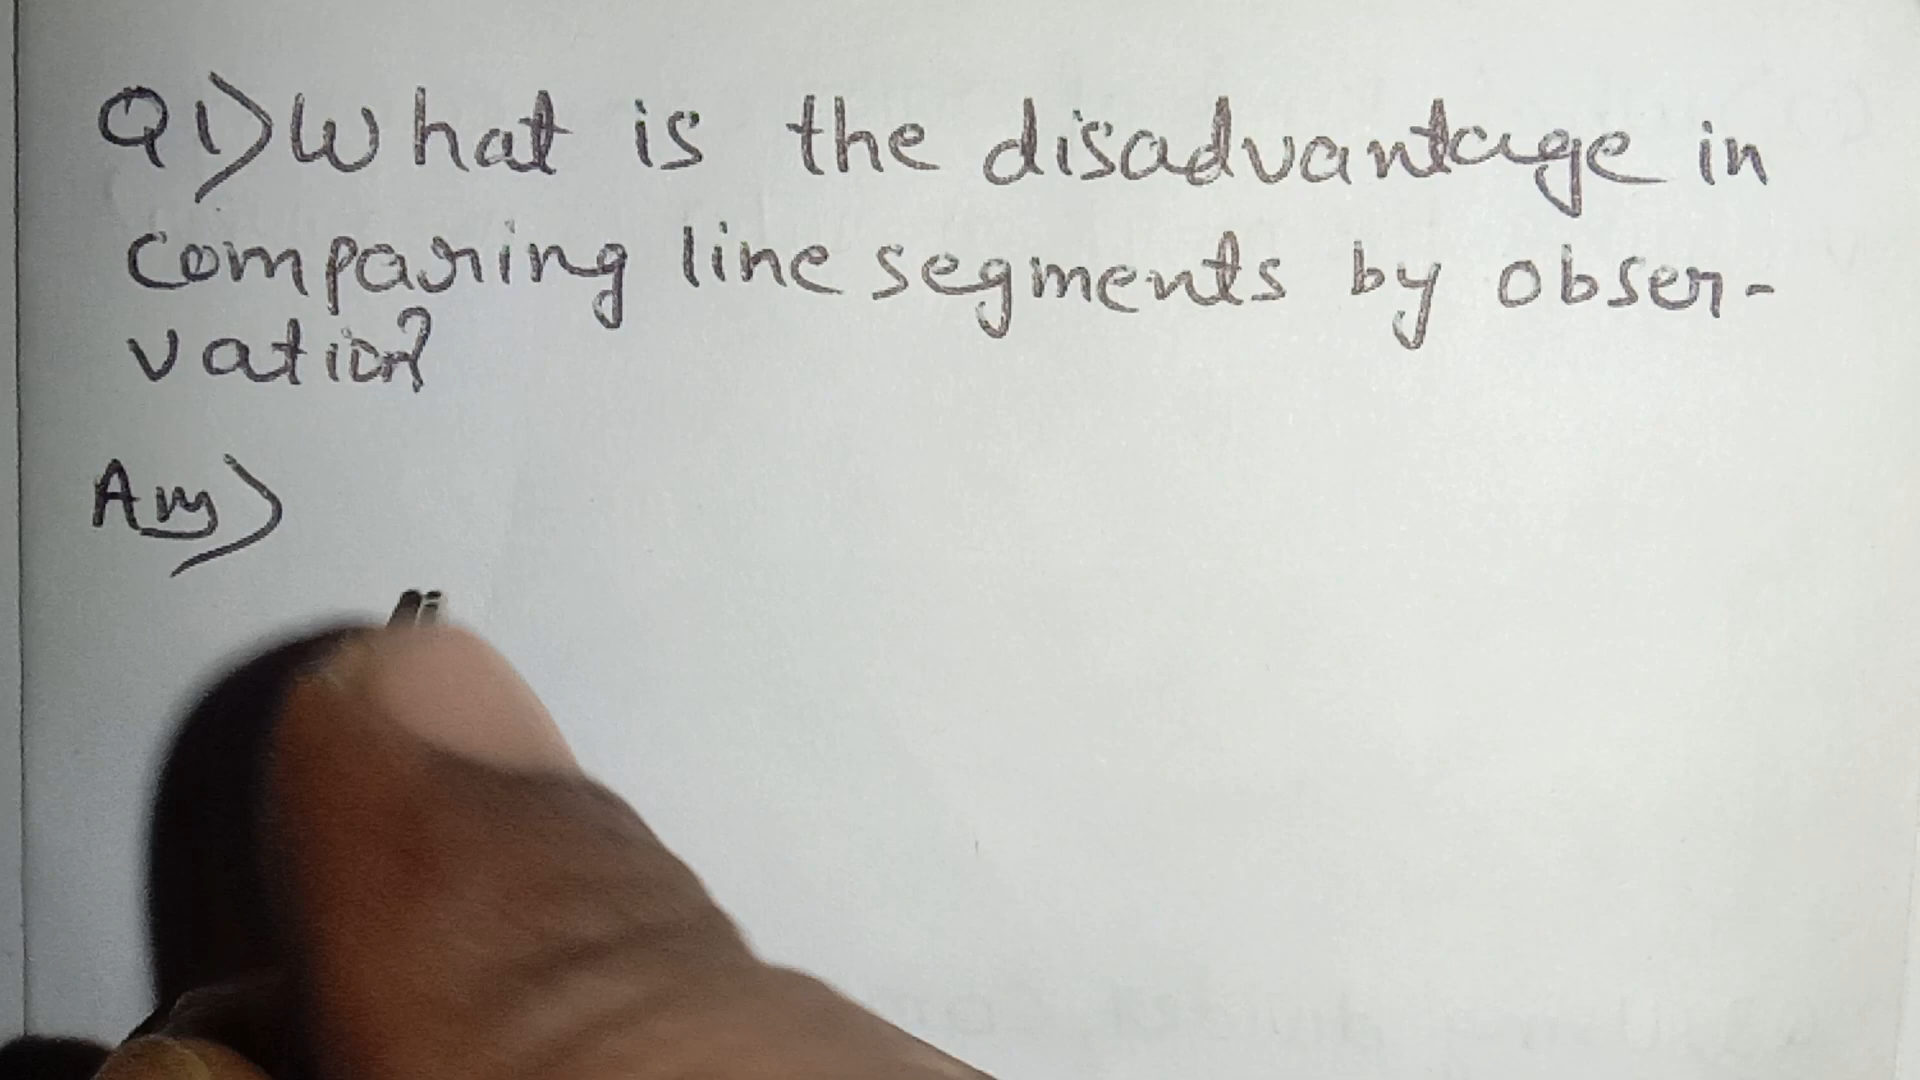 Q1) What is the disadvantage in
comparing line segments by obser-
vation?
Ans)